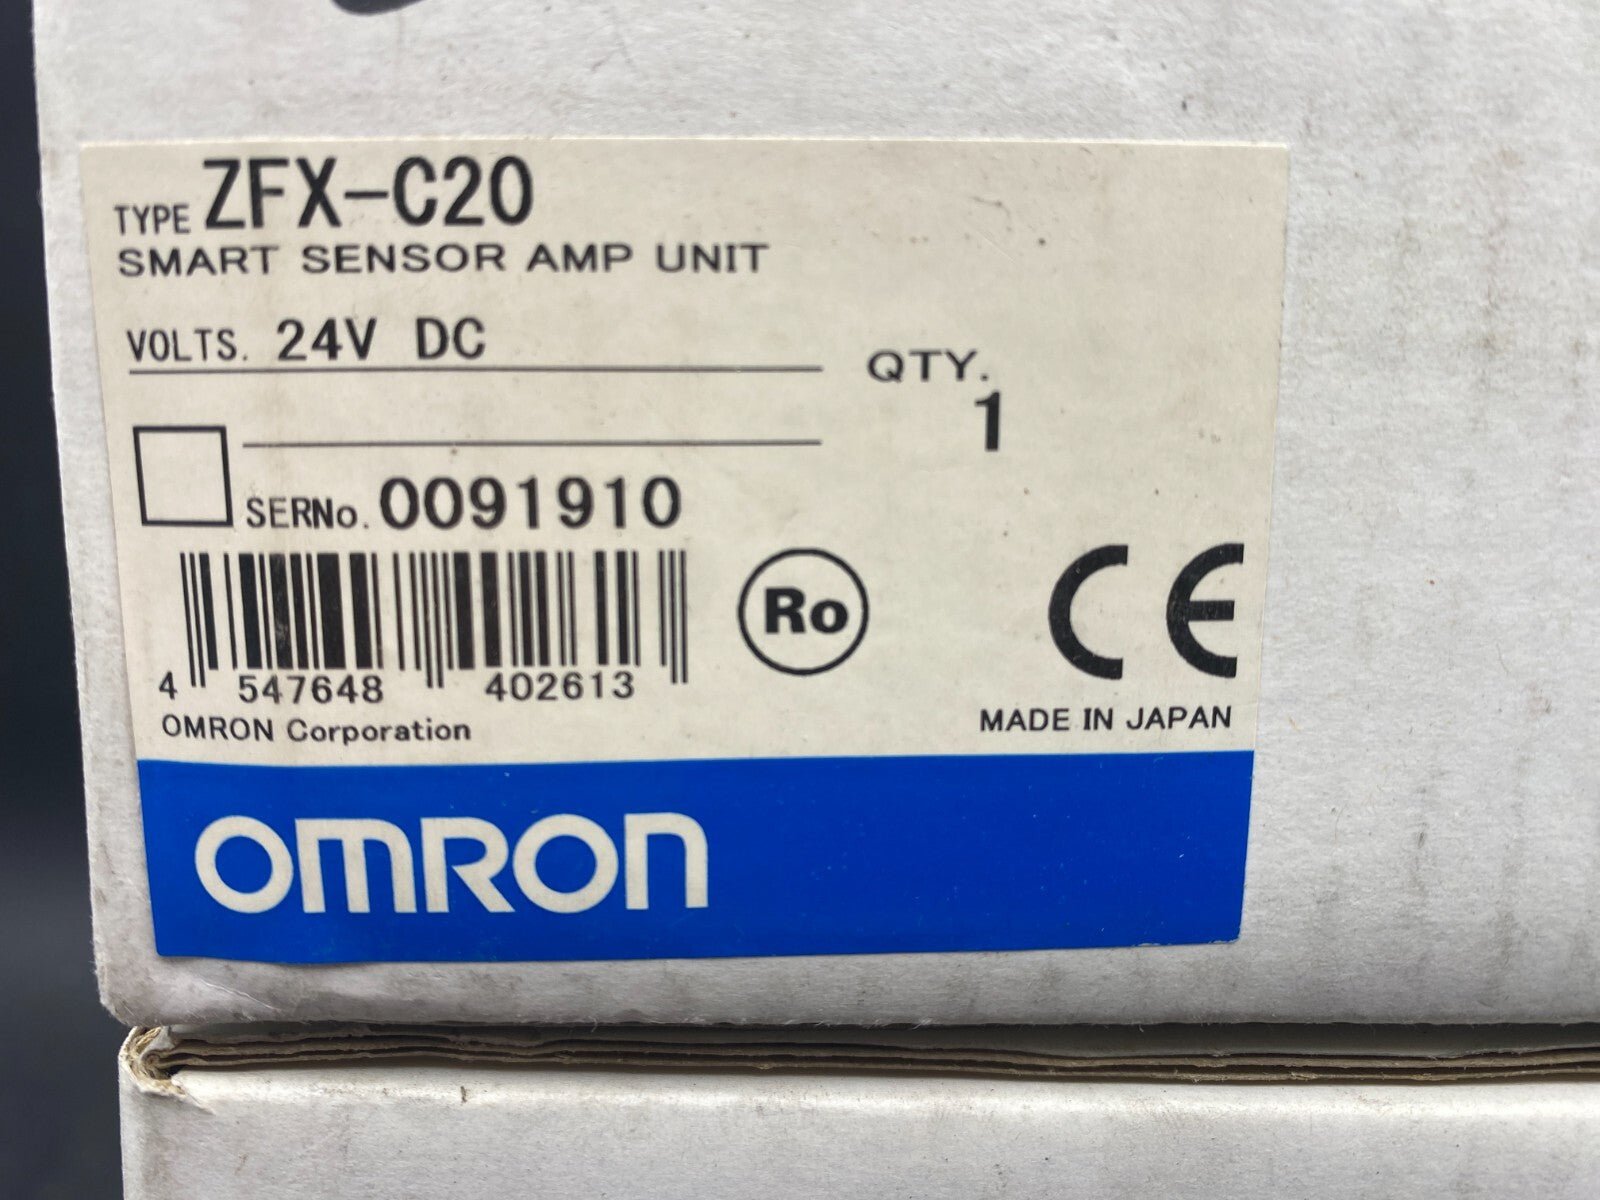 TYPE ZFX-C20
SMART SENSOR AMP UNIT
VOLTS. 24V DC
QTY.
1
SERNo. 0091910
Ro
CE
4 547648 402613
OMRON Corporation
MADE IN JAPAN
OMRON